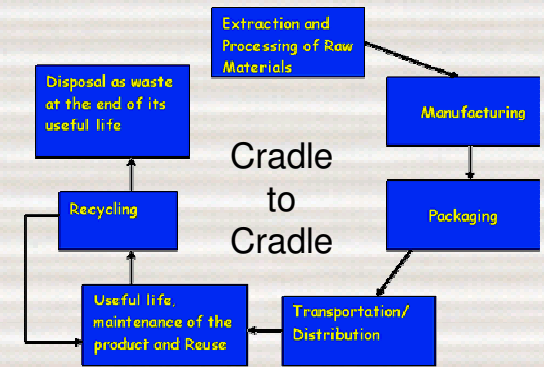 Extraction and
Processing of Raw
Materials
Disposal as waste
at the end of its
useful life
Manufacturing
Cradle
to
Cradle
Recycling
Packaging
Useful life,
maintenance of the
product and Reuse
Transportation/
Distribution